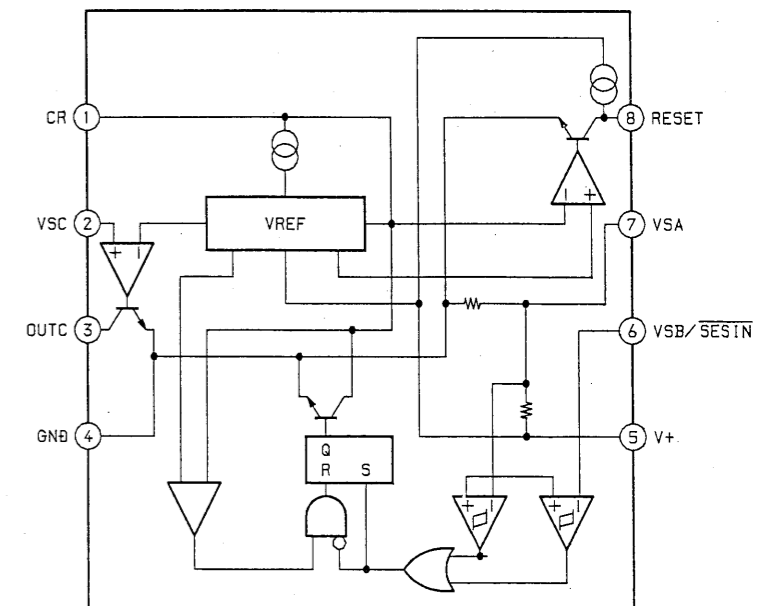 CR 1
8 RESET
VSC 2
VREF
7 VSA
+ −
− +
OUTC 3
6 VSB/SESIN
GND 4
5 V+
Q
R S
+ −
+ −